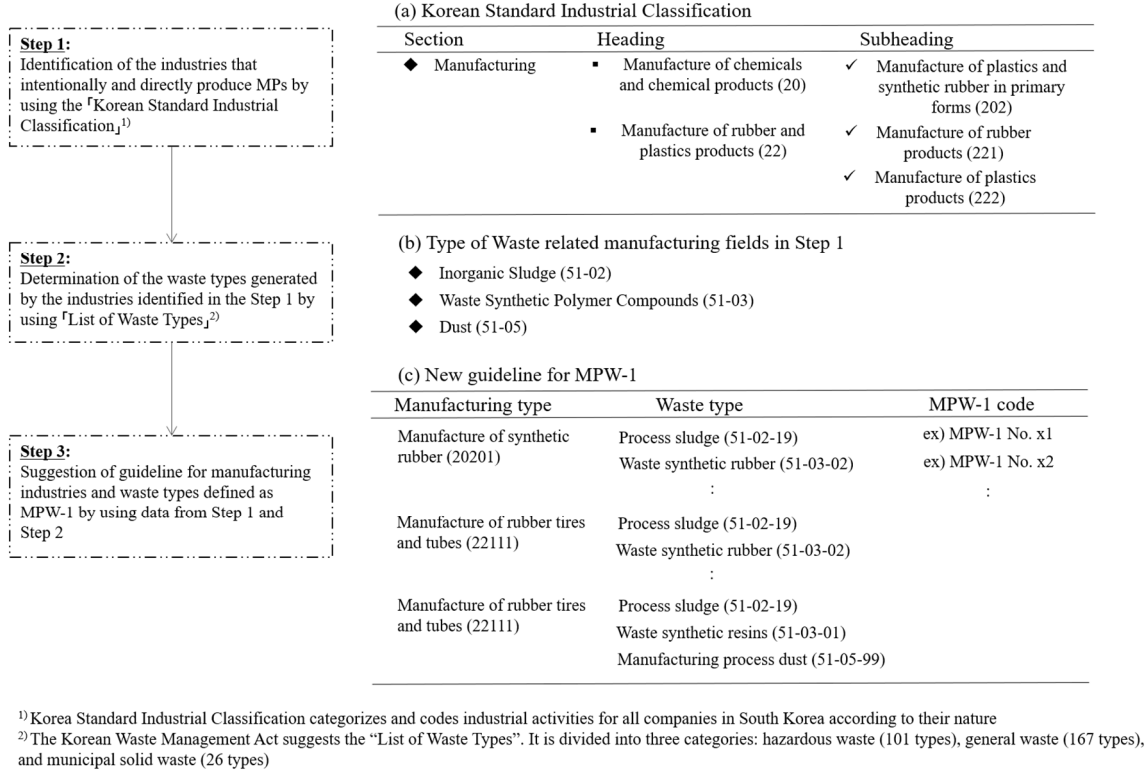 Step 1:
Identification of the industries that
intentionally and directly produce MPs by
using the「Korean Standard Industrial
Classification」1)
Step 2:
Determination of the waste types generated
by the industries identified in the Step 1 by
using「List of Waste Types」2)
Step 3:
Suggestion of guideline for manufacturing
industries and waste types defined as
MPW-1 by using data from Step 1 and
Step 2
(a) Korean Standard Industrial Classification
Section Heading Subheading
◆ Manufacturing
▪ Manufacture of chemicals
and chemical products (20)
✓ Manufacture of plastics and
synthetic rubber in primary
forms (202)
▪ Manufacture of rubber and
plastics products (22)
✓ Manufacture of rubber
products (221)
✓ Manufacture of plastics
products (222)
(b) Type of Waste related manufacturing fields in Step 1
◆ Inorganic Sludge (51-02)
◆ Waste Synthetic Polymer Compounds (51-03)
◆ Dust (51-05)
(c) New guideline for MPW-1
Manufacturing type Waste type MPW-1 code
Manufacture of synthetic
rubber (20201)
Process sludge (51-02-19) ex) MPW-1 No. x1
Waste synthetic rubber (51-03-02) ex) MPW-1 No. x2
: :
Manufacture of rubber tires
and tubes (22111)
Process sludge (51-02-19)
Waste synthetic rubber (51-03-02)
:
Manufacture of rubber tires
and tubes (22111)
Process sludge (51-02-19)
Waste synthetic resins (51-03-01)
Manufacturing process dust (51-05-99)
1) Korea Standard Industrial Classification categorizes and codes industrial activities for all companies in South Korea according to their nature
2) The Korean Waste Management Act suggests the “List of Waste Types”. It is divided into three categories: hazardous waste (101 types), general waste (167 types),
and municipal solid waste (26 types)